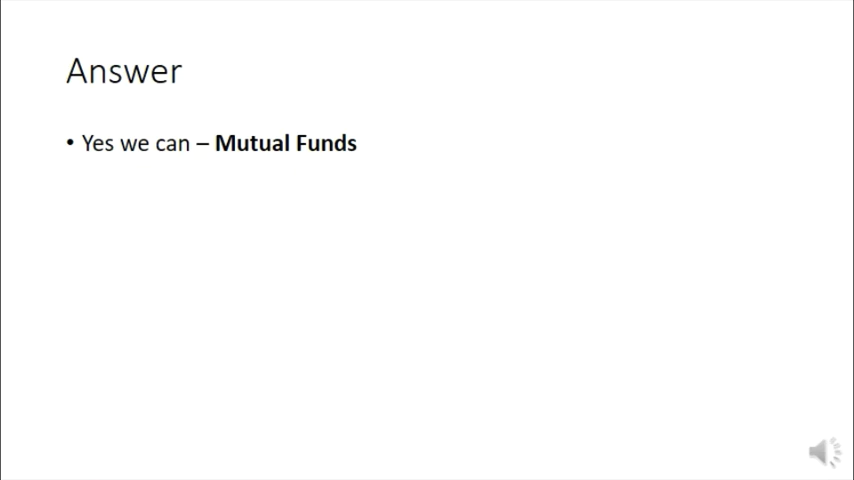 Answer
• Yes we can – Mutual Funds